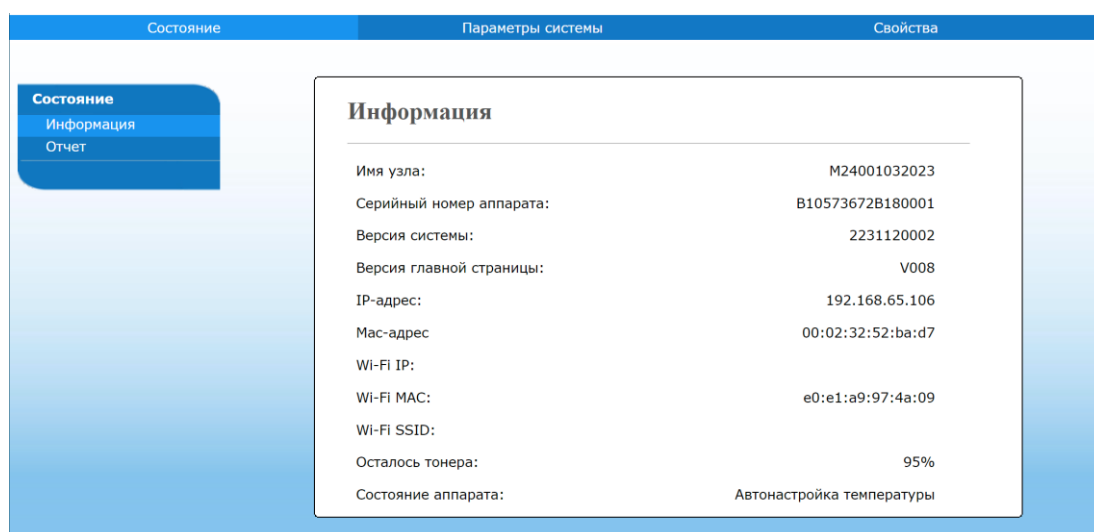 Состояние Параметры системы Свойства
Состояние
Информация
Отчет
Информация
Имя узла: M24001032023
Серийный номер аппарата: B10573672B180001
Версия системы: 2231120002
Версия главной страницы: V008
IP-адрес: 192.168.65.106
Mac-адрес 00:02:32:52:ba:d7
Wi-Fi IP:
Wi-Fi MAC: e0:e1:a9:97:4a:09
Wi-Fi SSID:
Осталось тонера: 95%
Состояние аппарата: Автонастройка температуры